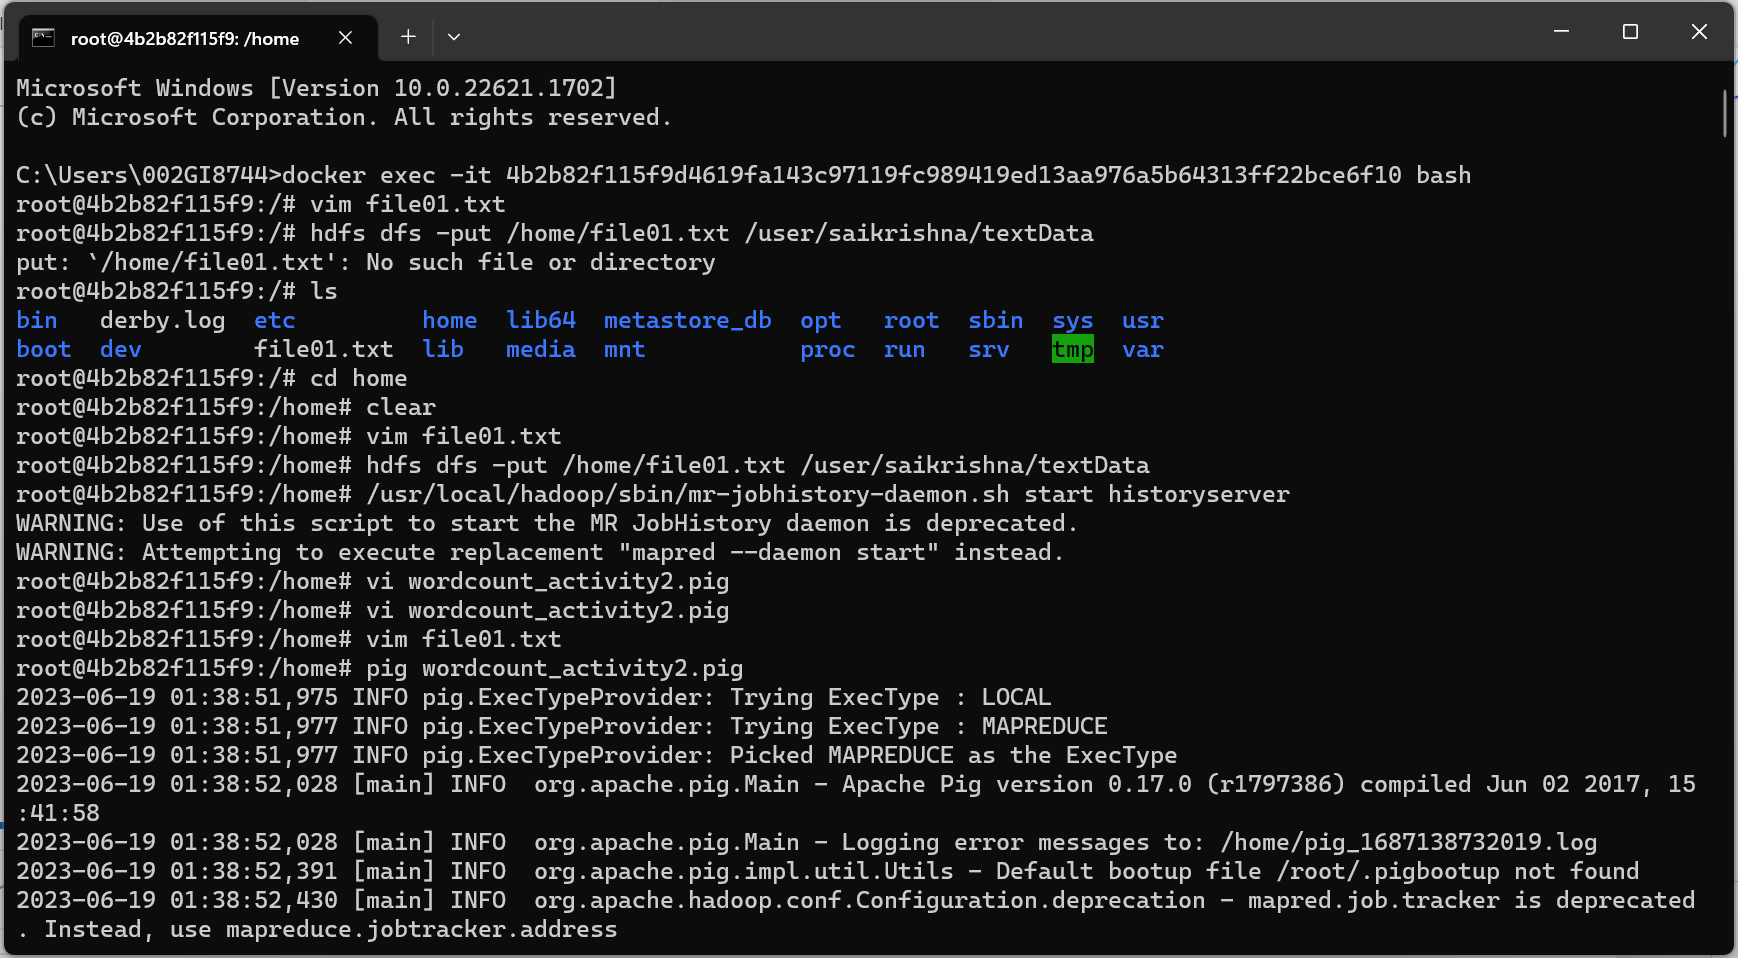 root@4b2b82f115f9: /home
Microsoft Windows [Version 10.0.22621.1702]
(c) Microsoft Corporation. All rights reserved.
C:\Users\002GI8744>docker exec -it 4b2b82f115f9d4619fa143c97119fc989419ed13aa976a5b64313ff22bce6f10 bash
root@4b2b82f115f9:/# vim file01.txt
root@4b2b82f115f9:/# hdfs dfs -put /home/file01.txt /user/saikrishna/textData
put: `/home/file01.txt': No such file or directory
root@4b2b82f115f9:/# ls
bin   derby.log  etc         home  lib64  metastore_db  opt   root  sbin  sys  usr
boot  dev        file01.txt  lib   media  mnt           proc  run   srv   tmp  var
root@4b2b82f115f9:/# cd home
root@4b2b82f115f9:/home# clear
root@4b2b82f115f9:/home# vim file01.txt
root@4b2b82f115f9:/home# hdfs dfs -put /home/file01.txt /user/saikrishna/textData
root@4b2b82f115f9:/home# /usr/local/hadoop/sbin/mr-jobhistory-daemon.sh start historyserver
WARNING: Use of this script to start the MR JobHistory daemon is deprecated.
WARNING: Attempting to execute replacement "mapred --daemon start" instead.
root@4b2b82f115f9:/home# vi wordcount_activity2.pig
root@4b2b82f115f9:/home# vi wordcount_activity2.pig
root@4b2b82f115f9:/home# vim file01.txt
root@4b2b82f115f9:/home# pig wordcount_activity2.pig
2023-06-19 01:38:51,975 INFO pig.ExecTypeProvider: Trying ExecType : LOCAL
2023-06-19 01:38:51,977 INFO pig.ExecTypeProvider: Trying ExecType : MAPREDUCE
2023-06-19 01:38:51,977 INFO pig.ExecTypeProvider: Picked MAPREDUCE as the ExecType
2023-06-19 01:38:52,028 [main] INFO  org.apache.pig.Main - Apache Pig version 0.17.0 (r1797386) compiled Jun 02 2017, 15
:41:58
2023-06-19 01:38:52,028 [main] INFO  org.apache.pig.Main - Logging error messages to: /home/pig_1687138732019.log
2023-06-19 01:38:52,391 [main] INFO  org.apache.pig.impl.util.Utils - Default bootup file /root/.pigbootup not found
2023-06-19 01:38:52,430 [main] INFO  org.apache.hadoop.conf.Configuration.deprecation - mapred.job.tracker is deprecated
. Instead, use mapreduce.jobtracker.address